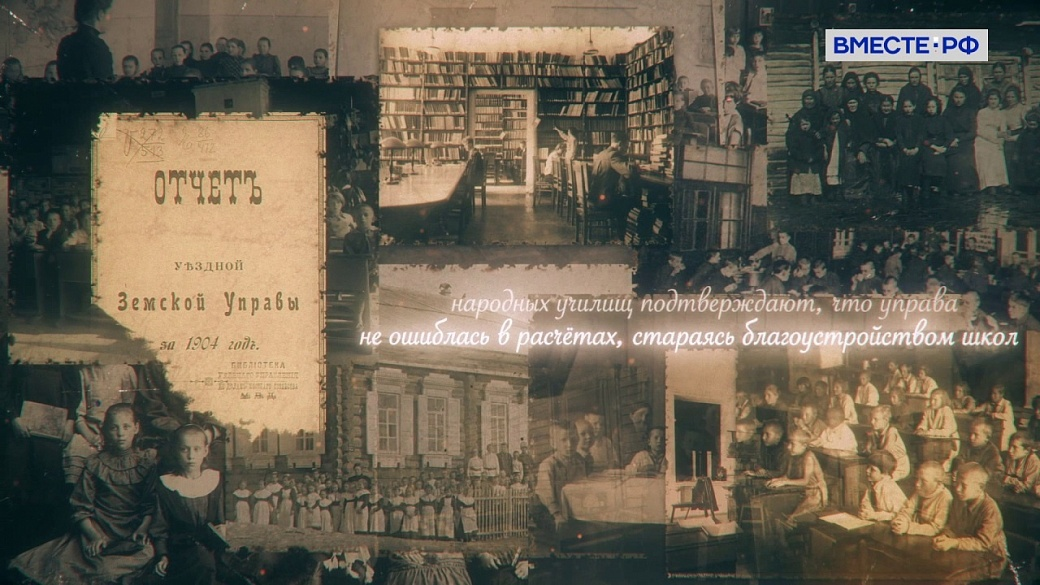 ВМЕСТЕ·РФ
ОТЧЕТЪ
УѢЗДНОЙ
Земской Управы
за 1904 годъ.
БИБЛИОТЕКА
народных училищ подтверждают, что управа
не ошиблась в расчётах, стараясь благоустройством школ